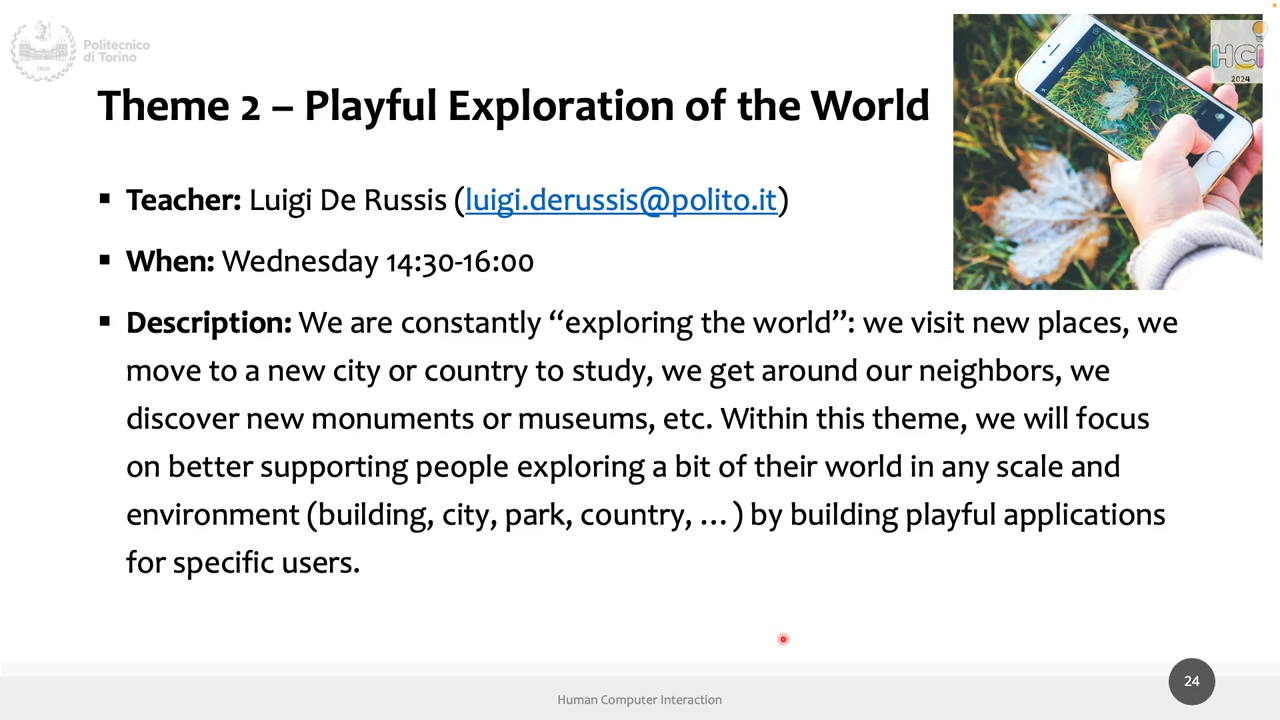 Politecnico
di Torino
1859
HCI
2024
Theme 2 – Playful Exploration of the World
▪ Teacher: Luigi De Russis (luigi.derussis@polito.it)
▪ When: Wednesday 14:30-16:00
▪ Description: We are constantly “exploring the world”: we visit new places, we
move to a new city or country to study, we get around our neighbors, we
discover new monuments or museums, etc. Within this theme, we will focus
on better supporting people exploring a bit of their world in any scale and
environment (building, city, park, country, …) by building playful applications
for specific users.
Human Computer Interaction
24